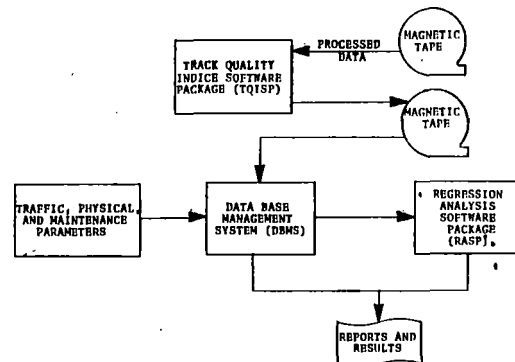 MAGNETIC
TAPE
PROCESSED
DATA
TRACK QUALITY
INDICE SOFTWARE
PACKAGE (TQISP)
MAGNETIC
TAPE
TRAFFIC, PHYSICAL,
AND MAINTENANCE
PARAMETERS
DATA BASE
MANAGEMENT
SYSTEM (DBMS)
REGRESSION
ANALYSIS
SOFTWARE
PACKAGE
(RASP)
REPORTS AND
RESULTS